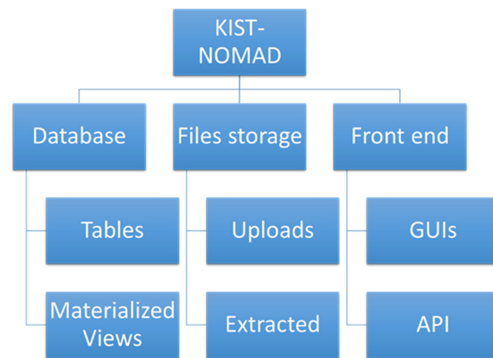 KIST-
NOMAD
Database
Files storage
Front end
Tables
Uploads
GUIs
Materialized
Views
Extracted
API